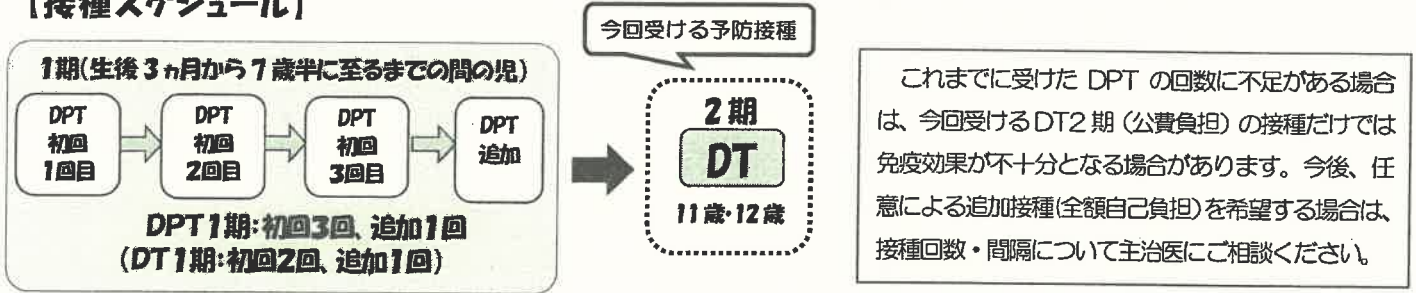 【接種スケジュール】
今回受ける予防接種
1期(生後3ヵ月から7歳半に至るまでの間の児)
DPT
初回
1回目
DPT
初回
2回目
DPT
初回
3回目
DPT
追加
DPT1期:初回3回、追加1回
(DT1期:初回2回、追加1回)
2期
DT
11歳・12歳
これまでに受けた DPT の回数に不足がある場合
は、今回受けるDT2期（公費負担）の接種だけでは
免疫効果が不十分となる場合があります。今後、任
意による追加接種(全額自己負担)を希望する場合は、
接種回数・間隔について主治医にご相談ください。